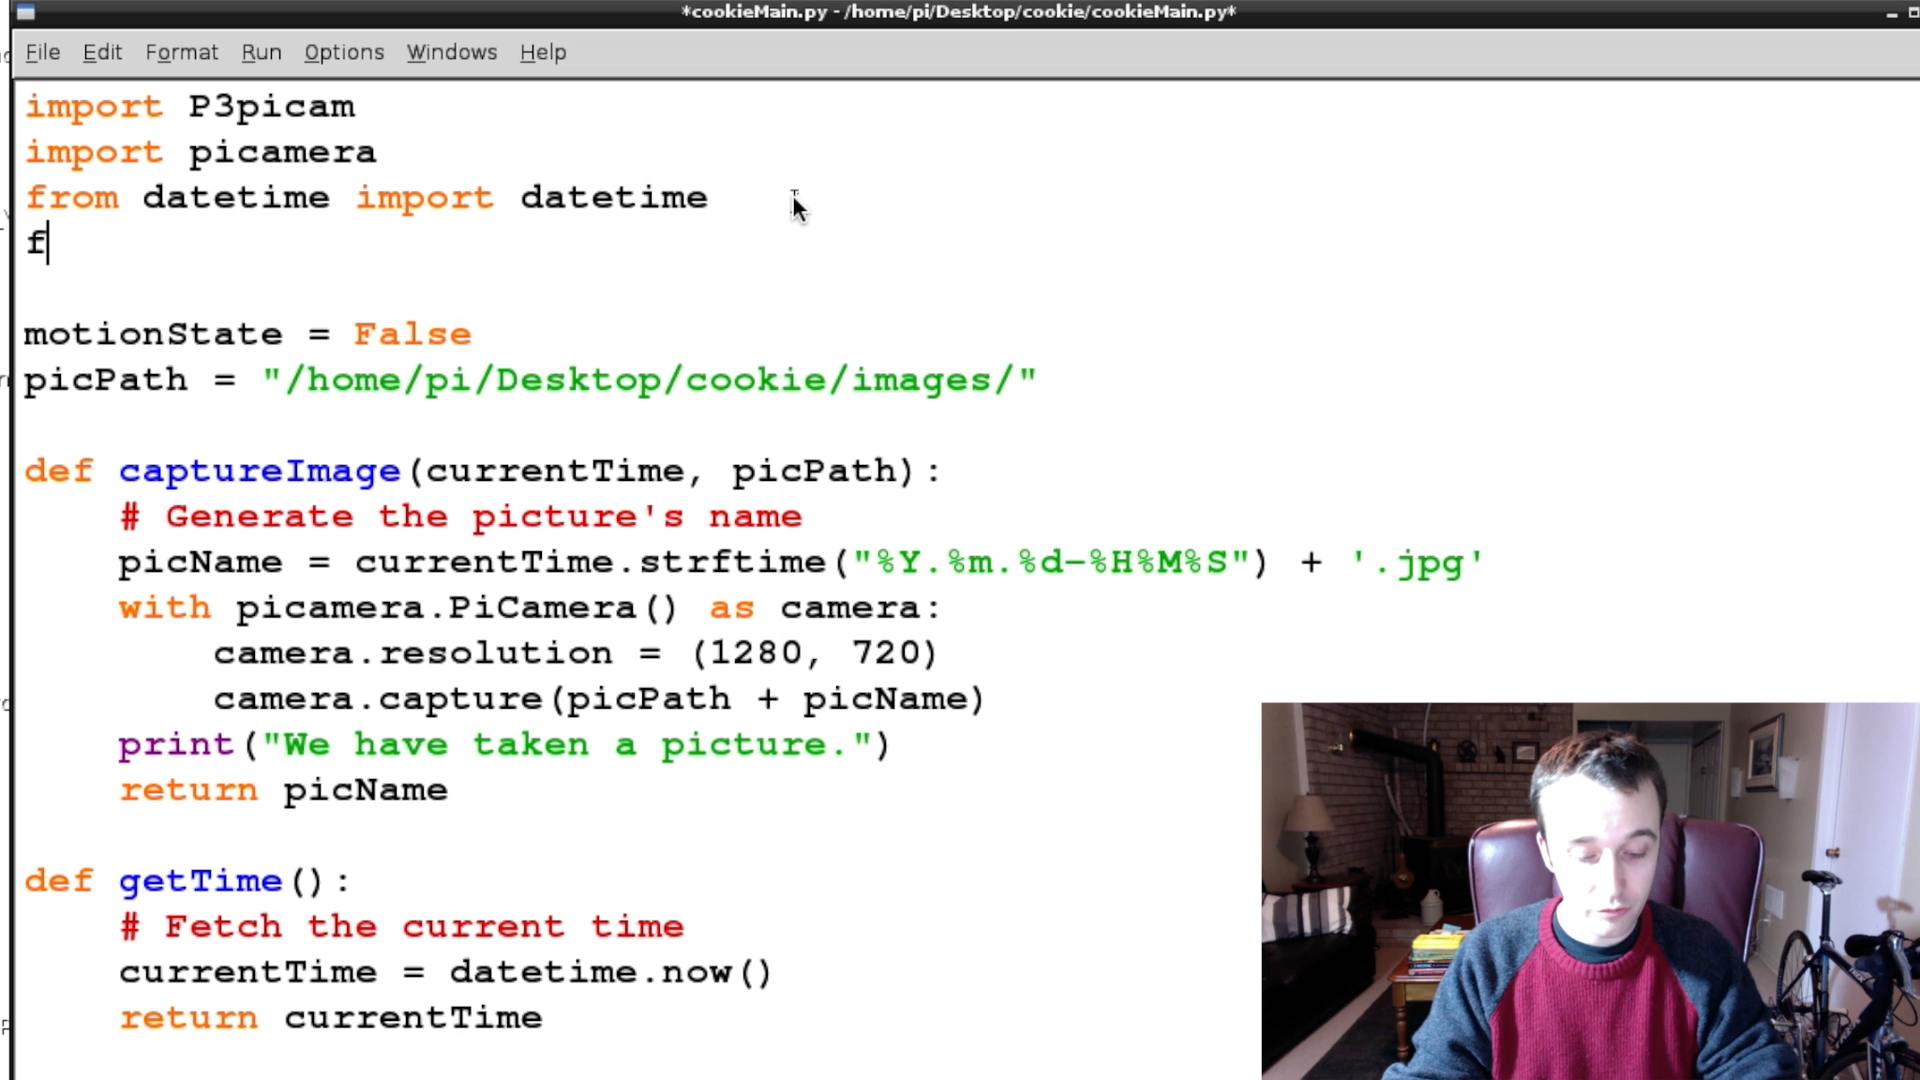 *cookieMain.py - /home/pi/Desktop/cookie/cookieMain.py*
File Edit Format Run Options Windows Help
import P3picam
import picamera
from datetime import datetime
f
motionState = False
picPath = "/home/pi/Desktop/cookie/images/"
def captureImage(currentTime, picPath):
# Generate the picture's name
picName = currentTime.strftime("%Y.%m.%d-%H%M%S") + '.jpg'
with picamera.PiCamera() as camera:
camera.resolution = (1280, 720)
camera.capture(picPath + picName)
print("We have taken a picture.")
return picName
def getTime():
# Fetch the current time
currentTime = datetime.now()
return currentTime